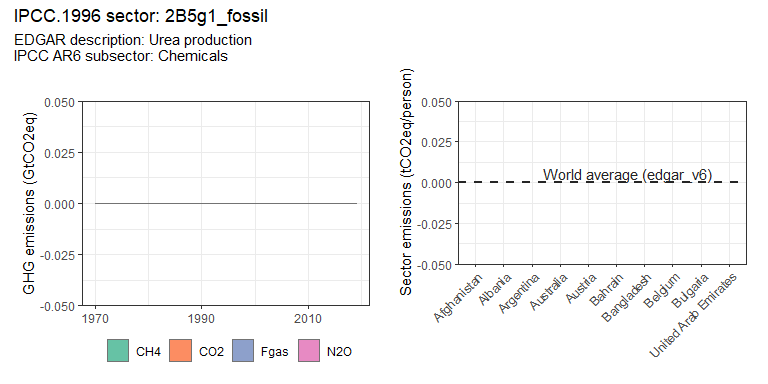 IPCC.1996 sector: 2B5g1_fossil
EDGAR description: Urea production
IPCC AR6 subsector: Chemicals
GHG emissions (GtCO2eq)
0.050
0.025
0.000
-0.025
-0.050
1970
1990
2010
CH4
CO2
Fgas
N2O
Sector emissions (tCO2eq/person)
0.050
0.025
0.000
-0.025
-0.050
World average (edgar_v6)
Afghanistan
Albania
Argentina
Australia
Austria
Bahrain
Bangladesh
Belgium
Bulgaria
United Arab Emirates